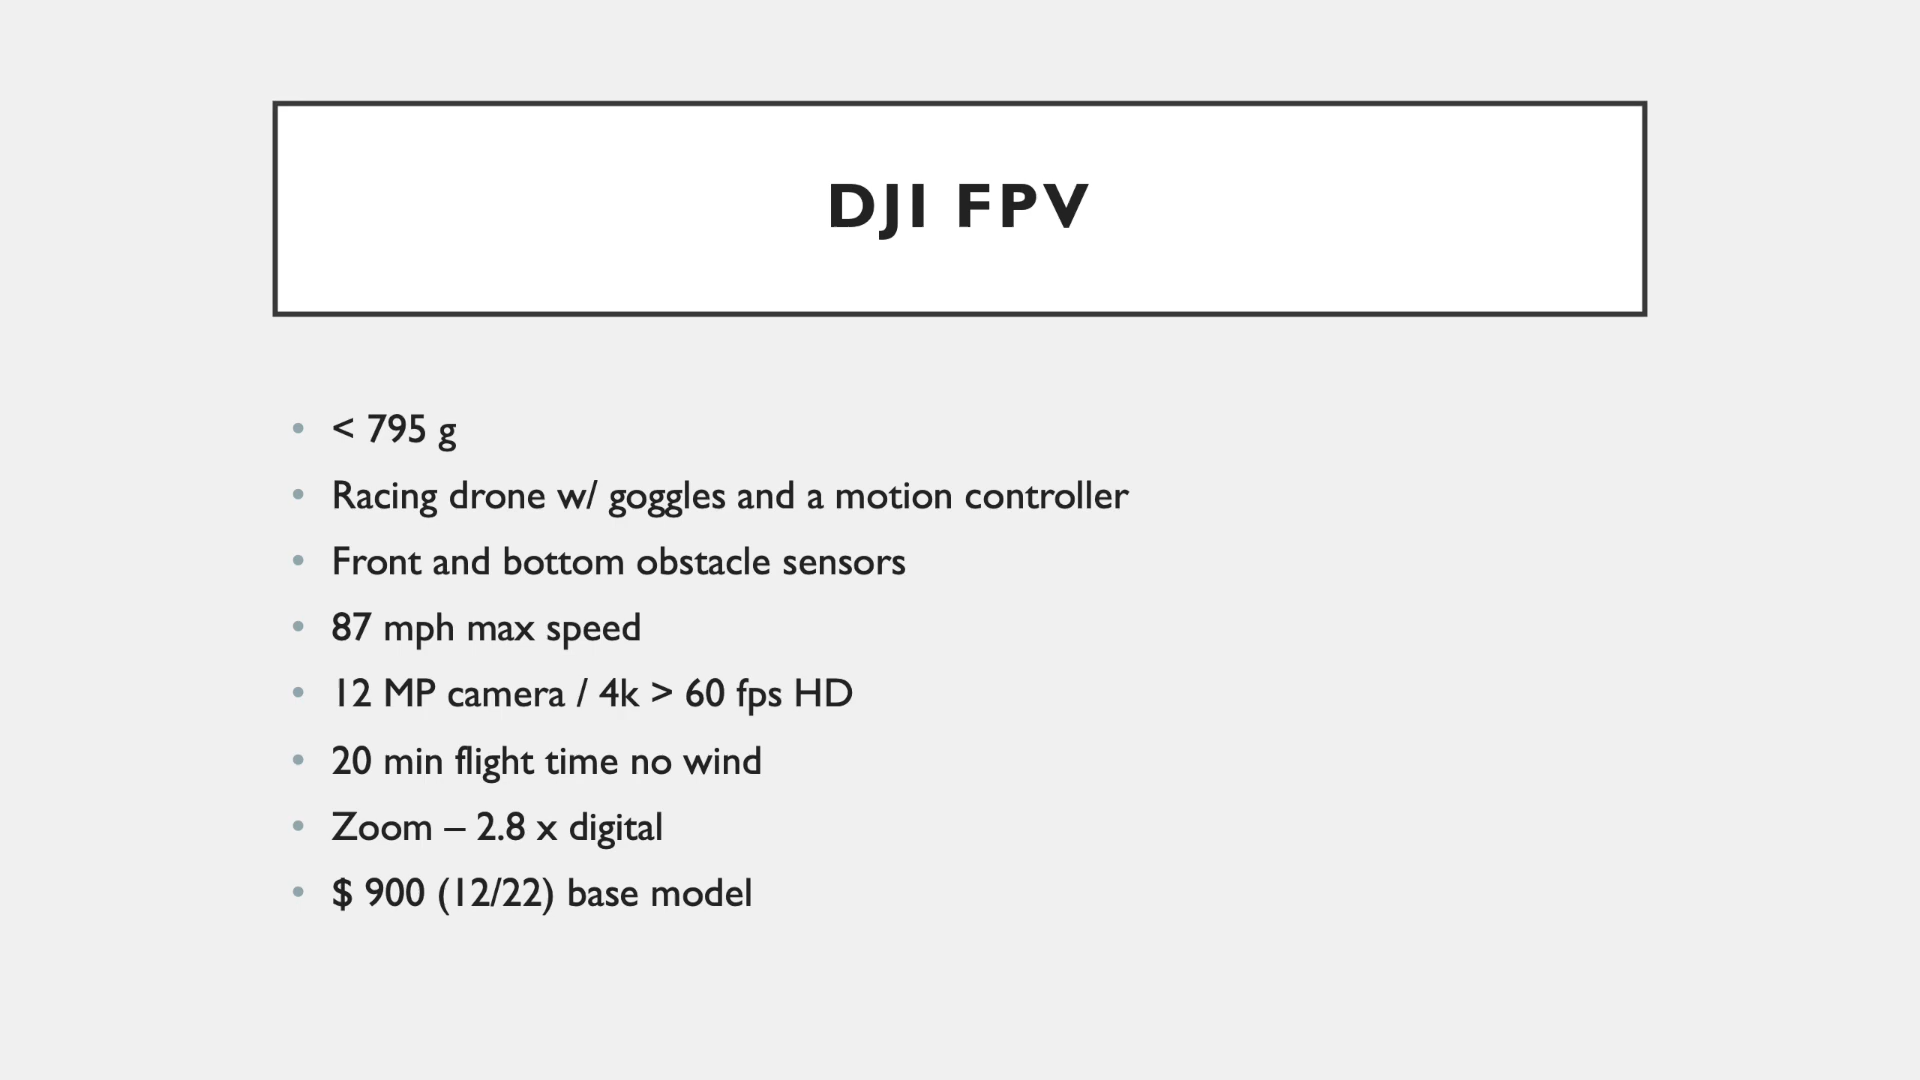 DJI FPV
• < 795 g
• Racing drone w/ goggles and a motion controller
• Front and bottom obstacle sensors
• 87 mph max speed
• 12 MP camera / 4k > 60 fps HD
• 20 min flight time no wind
• Zoom – 2.8 x digital
• $ 900 (12/22) base model